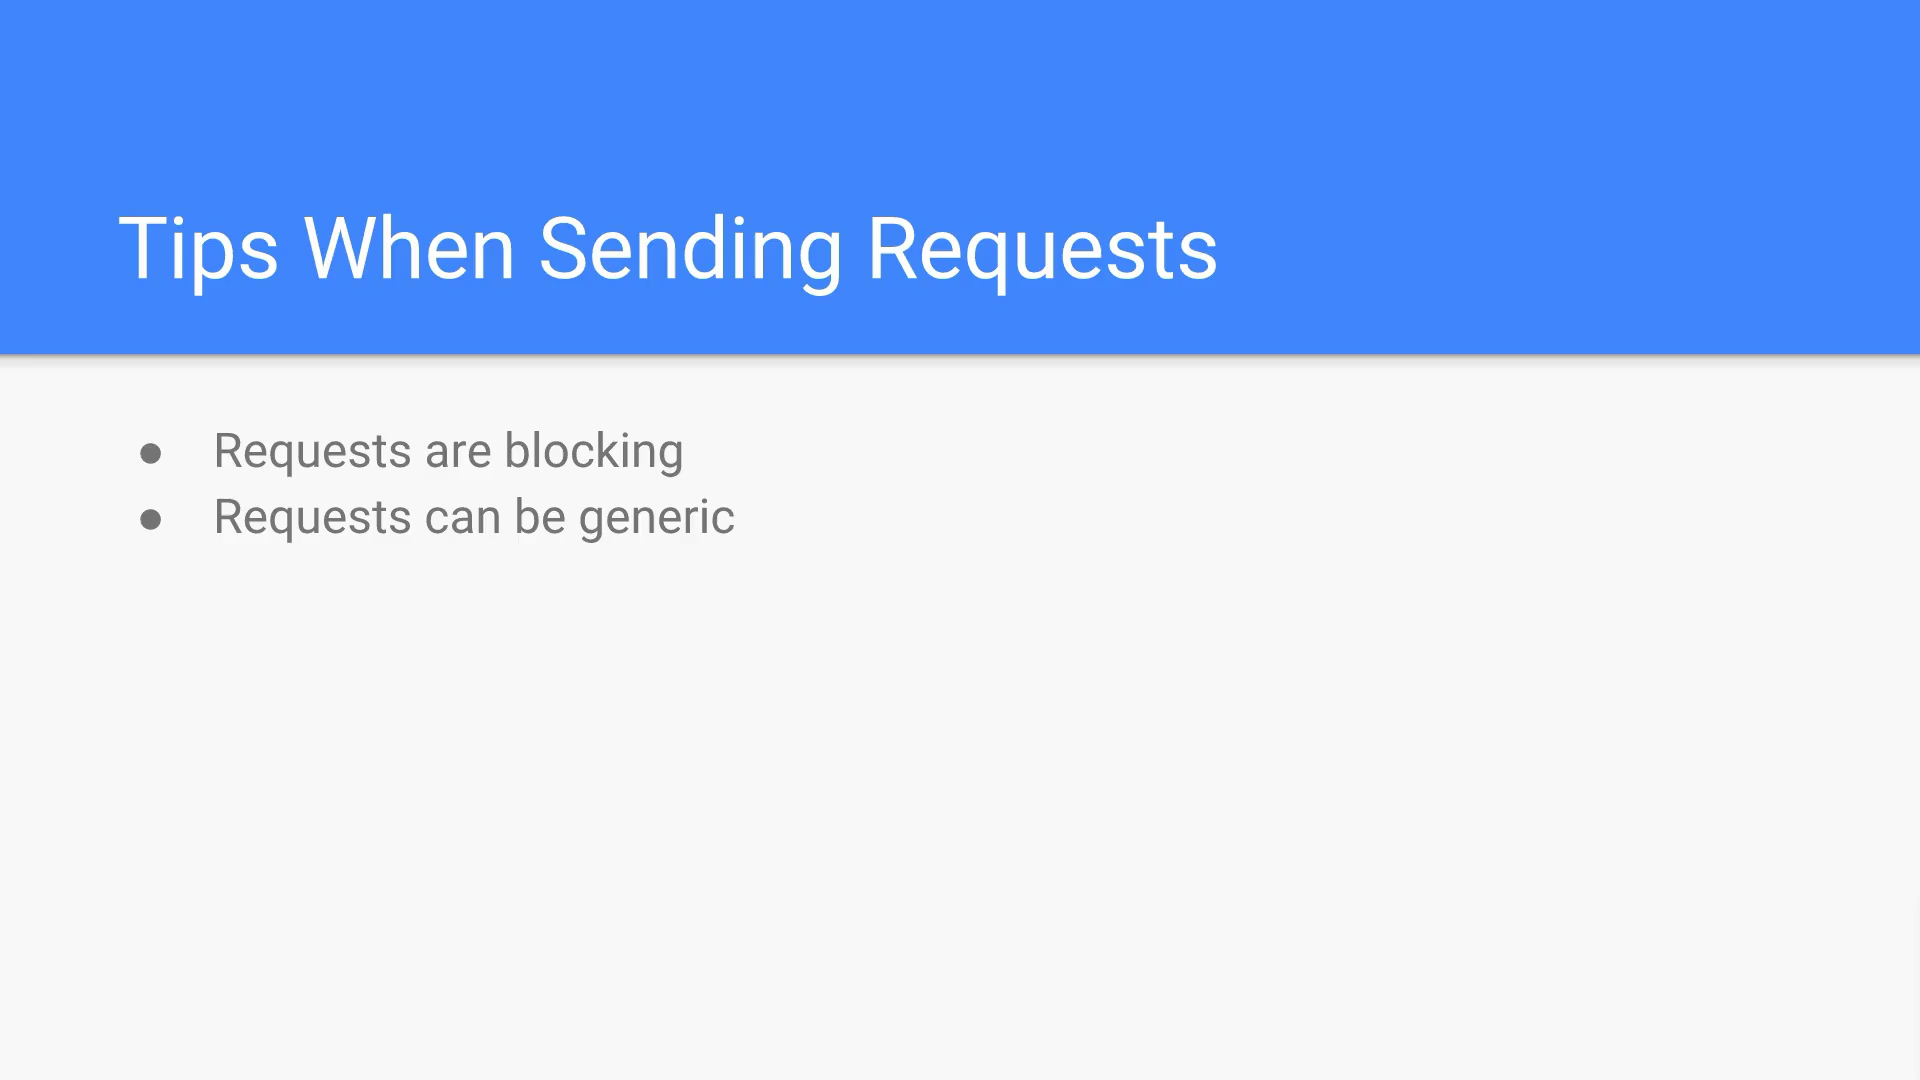 Tips When Sending Requests
● Requests are blocking
● Requests can be generic